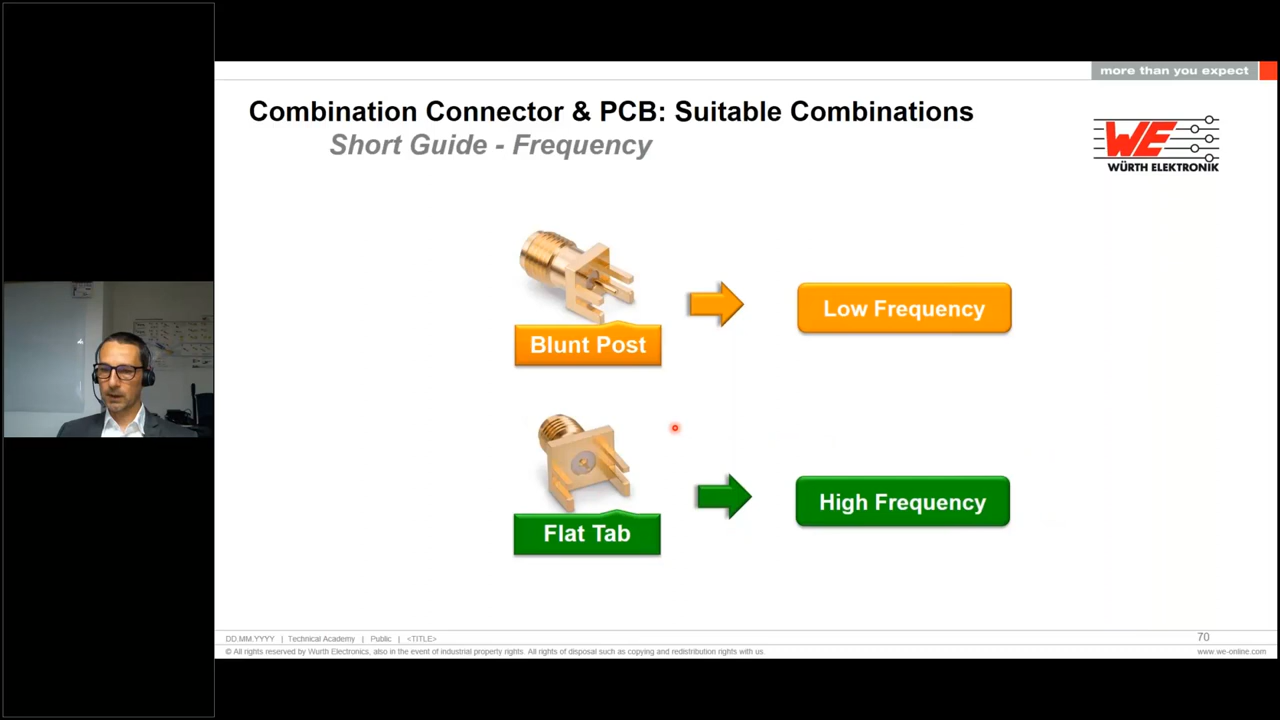 more than you expect
Combination Connector & PCB: Suitable Combinations
Short Guide - Frequency
WE
WÜRTH ELEKTRONIK
Blunt Post
Low Frequency
Flat Tab
High Frequency
DD.MM.YYYY | Technical Academy | Public | <TITLE>
70
© All rights reserved by Wurth Electronics, also in the event of industrial property rights. All rights of disposal such as copying and redistribution rights with us.
www.we-online.com